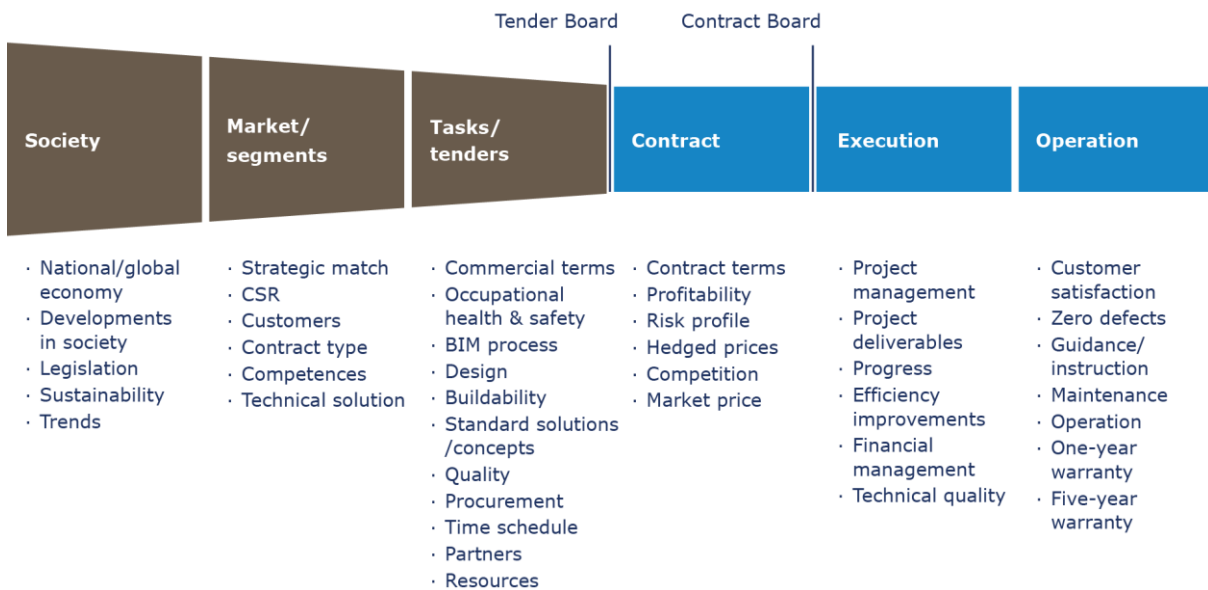 Tender Board
Contract Board
Society
Market/
segments
Tasks/
tenders
Contract
Execution
Operation
· National/global
economy
· Developments
in society
· Legislation
· Sustainability
· Trends
· Strategic match
· CSR
· Customers
· Contract type
· Competences
· Technical solution
· Commercial terms
· Occupational
health & safety
· BIM process
· Design
· Buildability
· Standard solutions
/concepts
· Quality
· Procurement
· Time schedule
· Partners
· Resources
· Contract terms
· Profitability
· Risk profile
· Hedged prices
· Competition
· Market price
· Project
management
· Project
deliverables
· Progress
· Efficiency
improvements
· Financial
management
· Technical quality
· Customer
satisfaction
· Zero defects
· Guidance/
instruction
· Maintenance
· Operation
· One-year
warranty
· Five-year
warranty